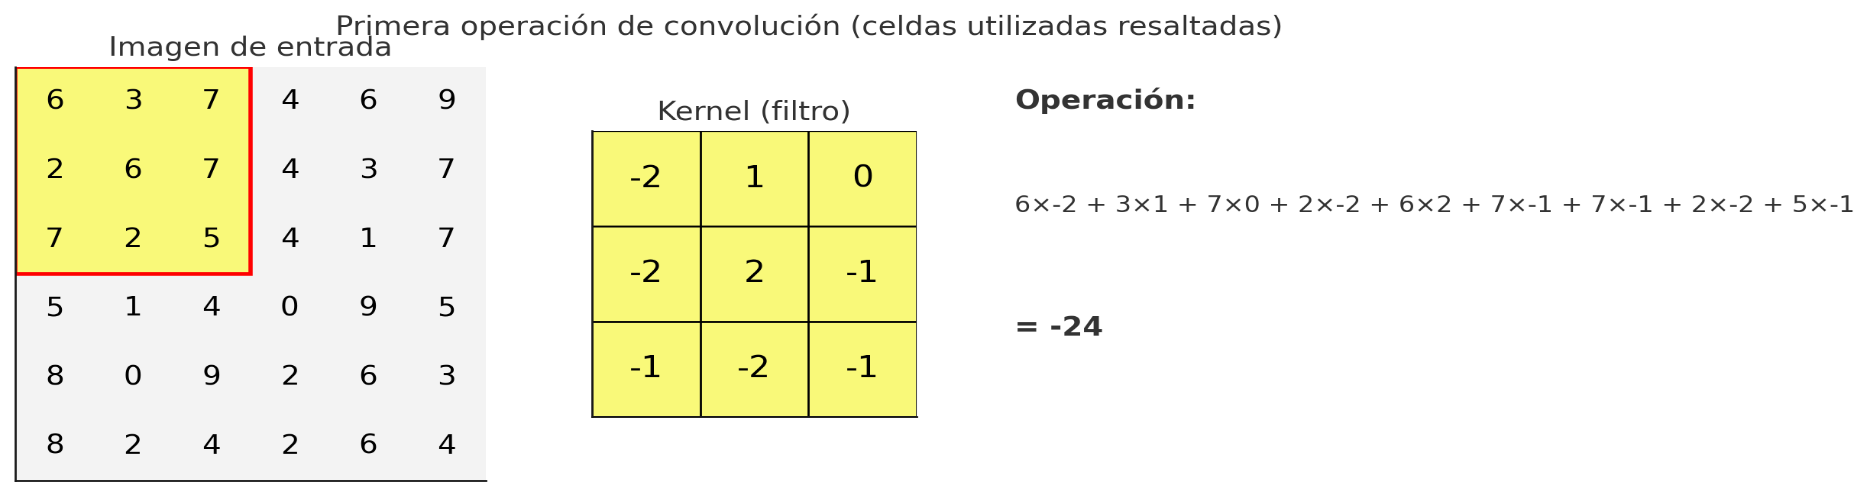 Primera operación de convolución (celdas utilizadas resaltadas)
Imagen de entrada
6 3 7 4 6 9
2 6 7 4 3 7
7 2 5 4 1 7
5 1 4 0 9 5
8 0 9 2 6 3
8 2 4 2 6 4
Kernel (filtro)
-2 1 0
-2 2 -1
-1 -2 -1
Operación:
6×-2 + 3×1 + 7×0 + 2×-2 + 6×2 + 7×-1 + 7×-1 + 2×-2 + 5×-1
= -24